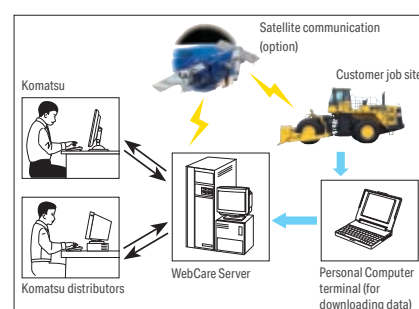 Satellite communication
(option)
Customer job site
Komatsu
WebCare Server
Komatsu distributors
Personal Computer
terminal (for
downloading data)